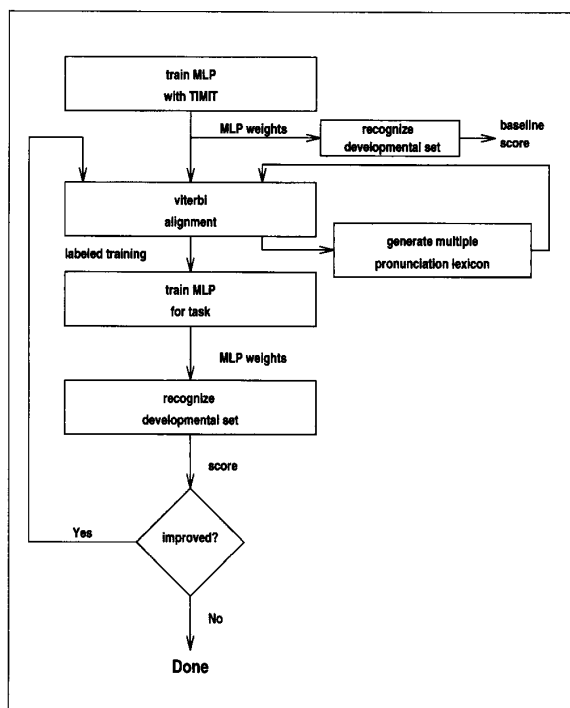 train MLP
with TIMIT
MLP weights
recognize
developmental set
baseline
score
viterbi
alignment
generate multiple
pronunciation lexicon
labeled training
train MLP
for task
MLP weights
recognize
developmental set
score
Yes
improved?
No
Done